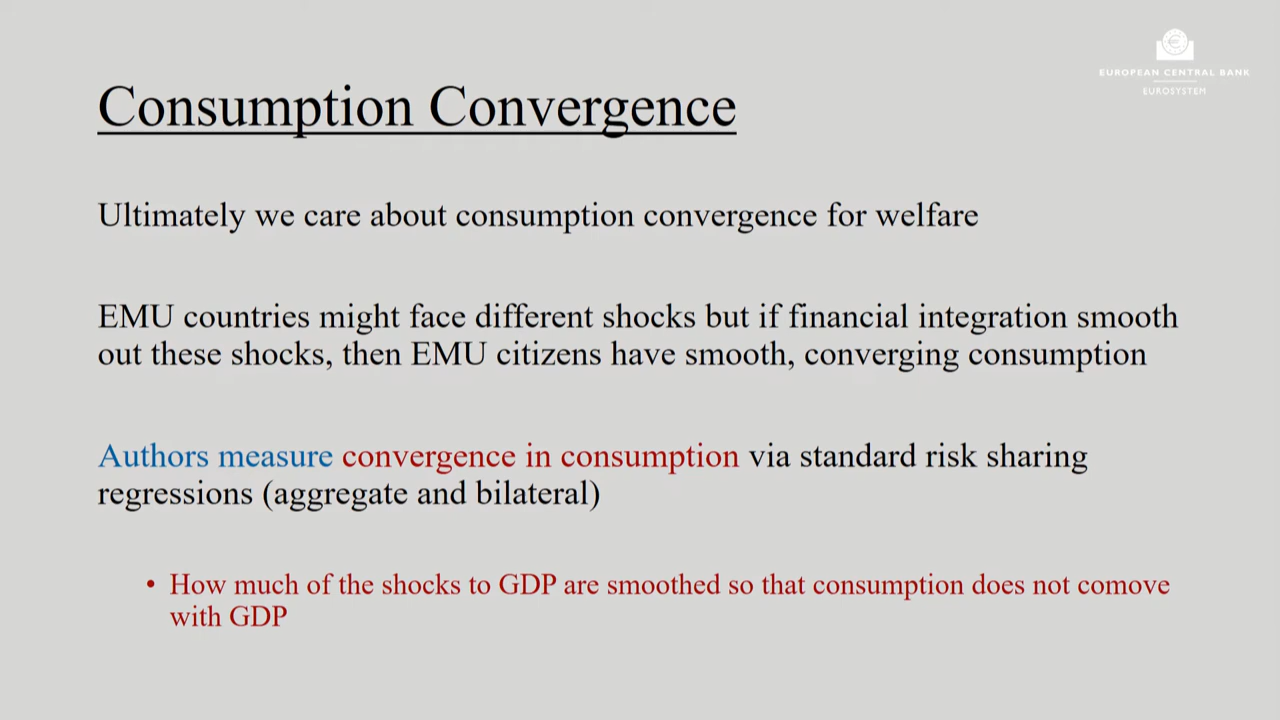 EUROPEAN CENTRAL BANK
EUROSYSTEM
Consumption Convergence
Ultimately we care about consumption convergence for welfare
EMU countries might face different shocks but if financial integration smooth
out these shocks, then EMU citizens have smooth, converging consumption
Authors measure convergence in consumption via standard risk sharing
regressions (aggregate and bilateral)
• How much of the shocks to GDP are smoothed so that consumption does not comove
with GDP